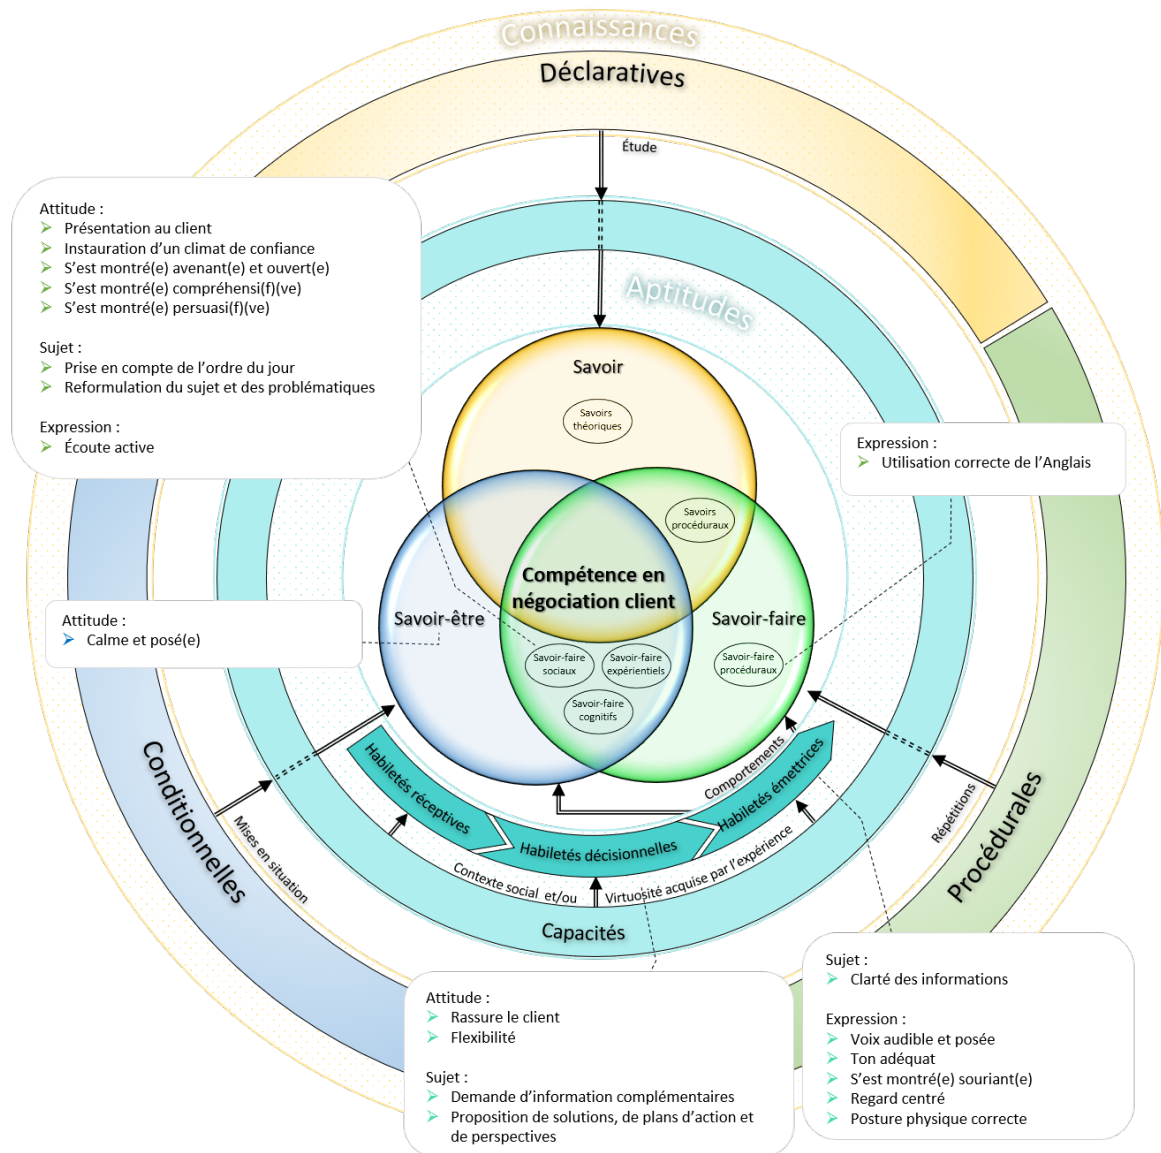 Connaissances
Déclaratives
Étude
Attitude :
Présentation au client
Instauration d’un climat de confiance
S’est montré(e) avenant(e) et ouvert(e)
S’est montré(e) compréhensi(f)(ve)
S’est montré(e) persuasi(f)(ve)
Sujet :
Prise en compte de l’ordre du jour
Reformulation du sujet et des problématiques
Expression :
Écoute active
Aptitudes
Savoir
Savoirs
théoriques
Expression :
Utilisation correcte de l’Anglais
Savoirs
procéduraux
Compétence en
négociation client
Attitude :
Calme et posé(e)
Savoir-être
Savoir-faire
Savoir-faire
sociaux
Savoir-faire
expérientiels
Savoir-faire
procéduraux
Savoir-faire
cognitifs
Conditionnelles
Mises en situation
Habiletés réceptives
Habiletés décisionnelles
Habiletés émettrices
Comportements
Contexte social et/ou
Virtuosité acquise par l’expérience
Répétitions
Procédurales
Capacités
Attitude :
Rassure le client
Flexibilité
Sujet :
Demande d’information complémentaires
Proposition de solutions, de plans d’action et
de perspectives
Sujet :
Clarté des informations
Expression :
Voix audible et posée
Ton adéquat
S’est montré(e) souriant(e)
Regard centré
Posture physique correcte